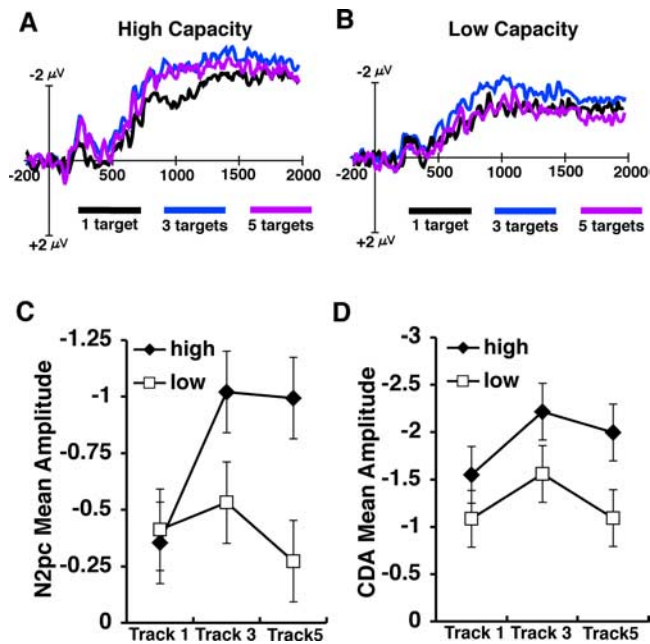 A
High Capacity
-2 μV
-200
500
1000
1500
2000
+2 μV
1 target
3 targets
5 targets
B
Low Capacity
-2 μV
-200
500
1000
1500
2000
+2 μV
1 target
3 targets
5 targets
C
N2pc Mean Amplitude
-1.25
-1
-0.75
-0.5
-0.25
0
high
low
Track 1 Track 3 Track5
D
CDA Mean Amplitude
-3
-2.5
-2
-1.5
-1
-0.5
0
high
low
Track 1 Track 3 Track5